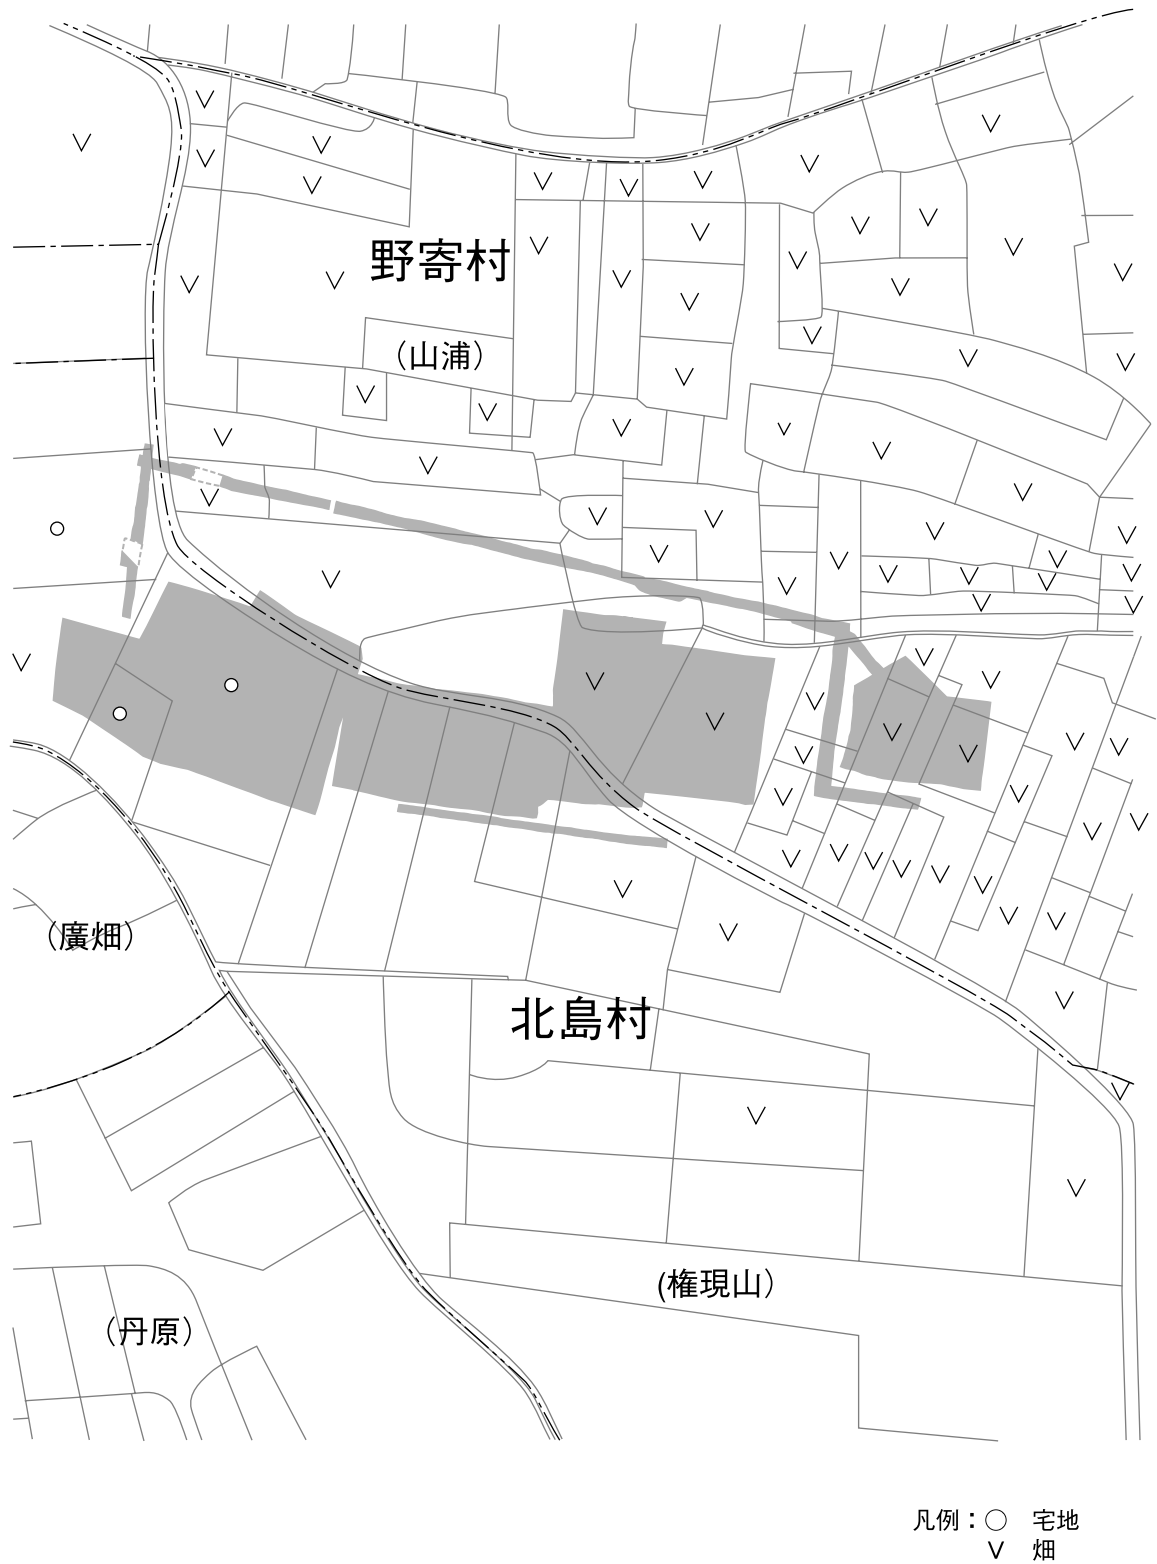 野寄村
（山浦）
（廣畑）
北島村
（権現山）
（丹原）
凡例：○　宅地
∨　畑